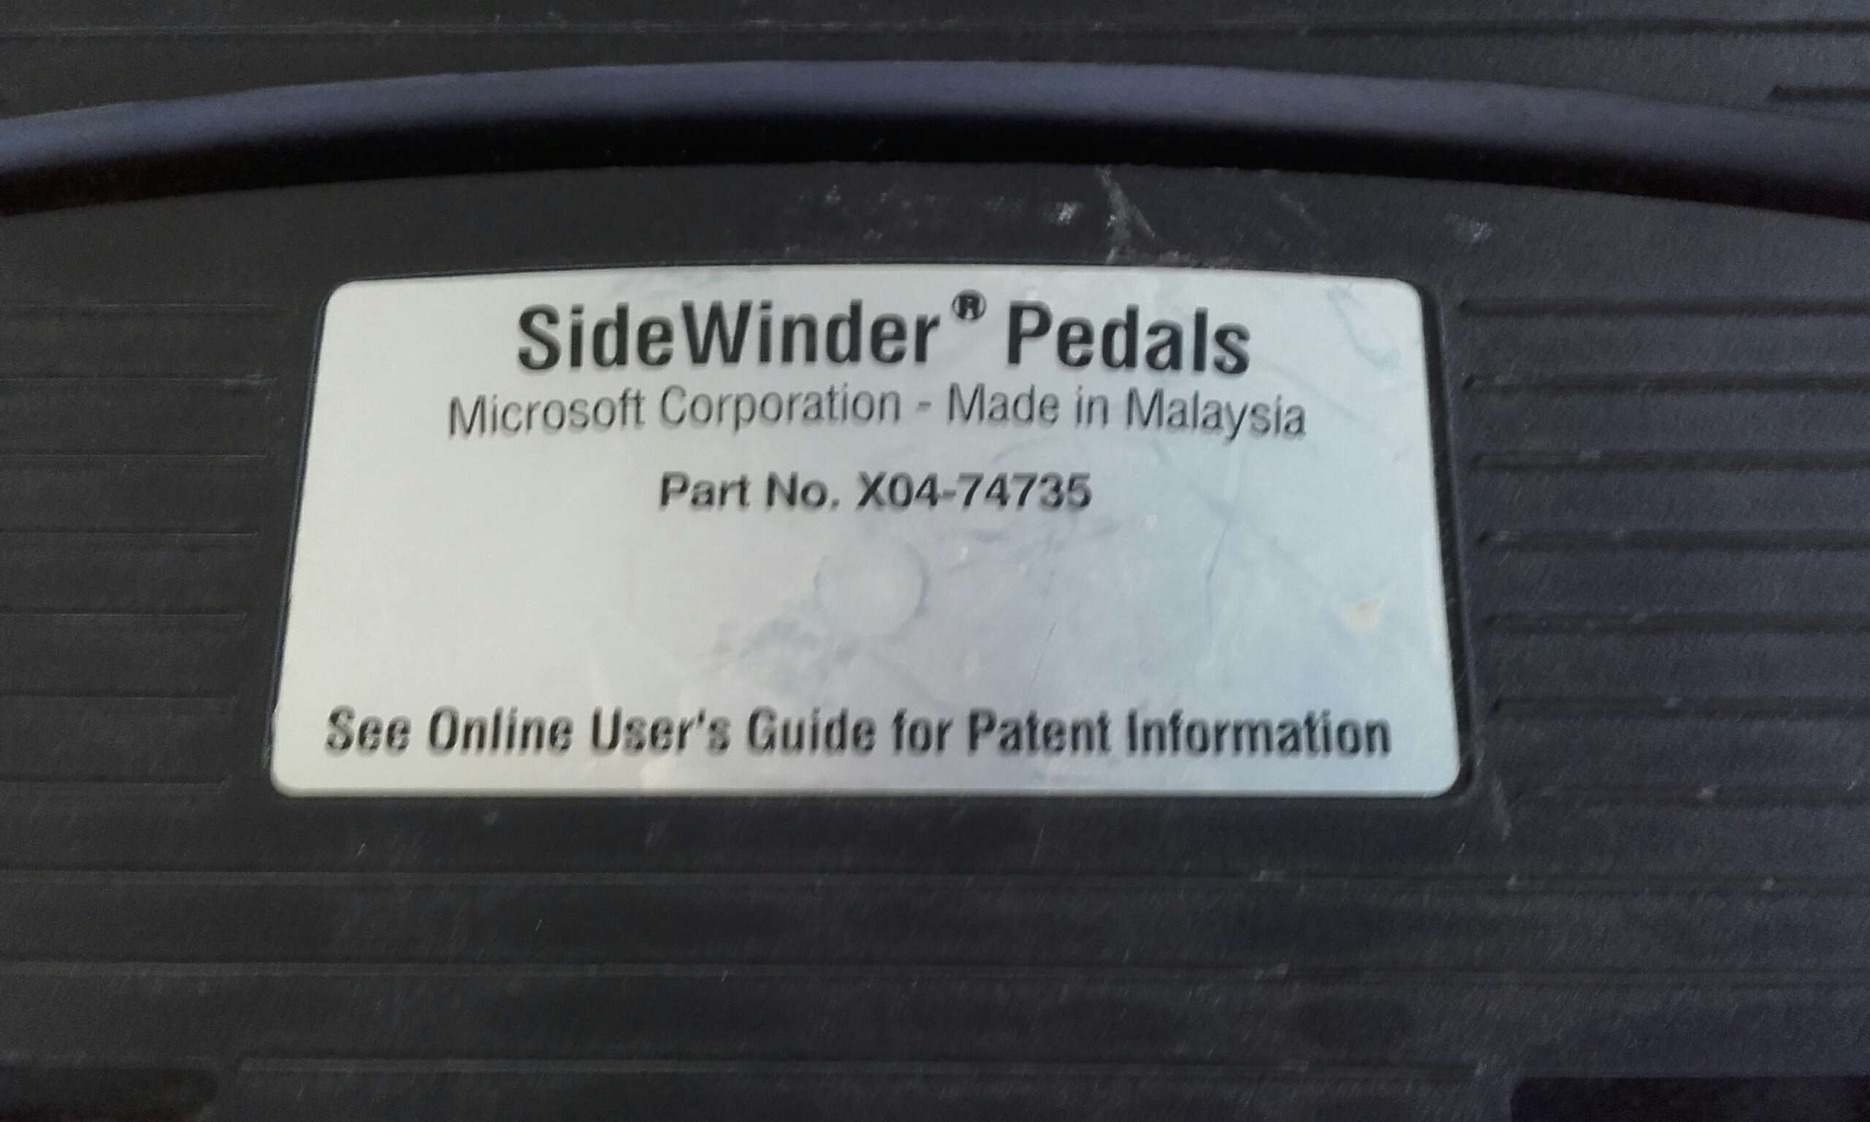 SideWinder® Pedals
Microsoft Corporation - Made in Malaysia
Part No. X04-74735
See Online User's Guide for Patent Information